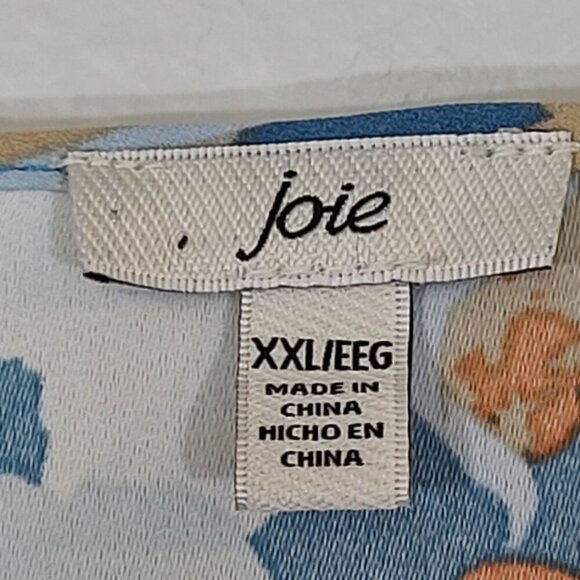 joie
XXL/EEG
MADE IN
CHINA
HICHO EN
CHINA